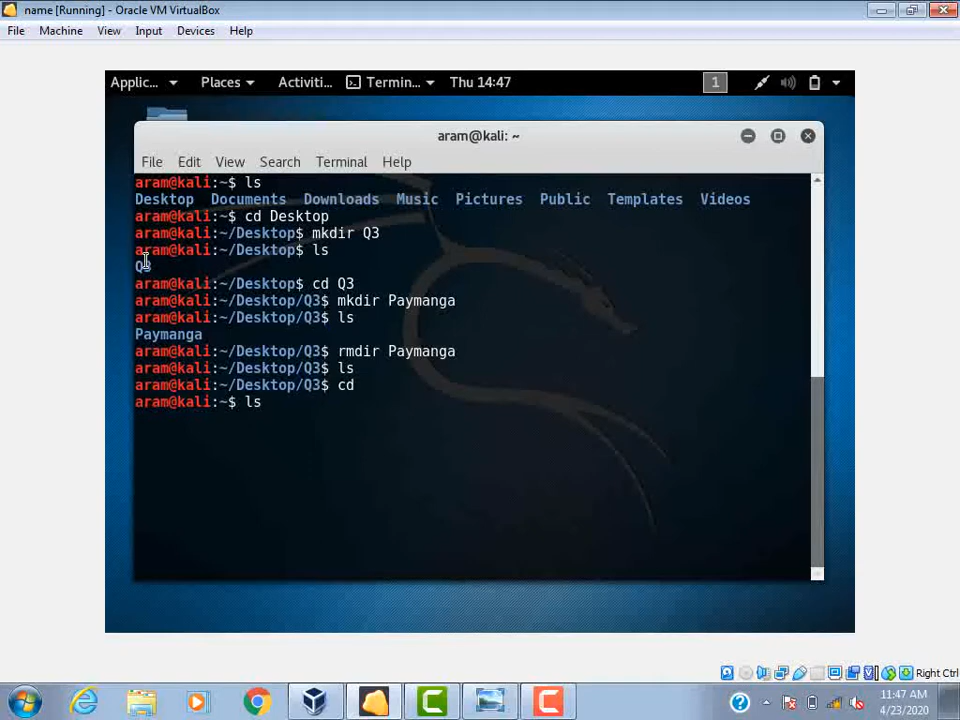 name [Running] - Oracle VM VirtualBox
File Machine View Input Devices Help
Applic... Places Activiti... Termin... Thu 14:47 1
aram@kali: ~
File Edit View Search Terminal Help
aram@kali:~$ ls
Desktop Documents Downloads Music Pictures Public Templates Videos
aram@kali:~$ cd Desktop
aram@kali:~/Desktop$ mkdir Q3
aram@kali:~/Desktop$ ls
Q3
aram@kali:~/Desktop$ cd Q3
aram@kali:~/Desktop/Q3$ mkdir Paymanga
aram@kali:~/Desktop/Q3$ ls
Paymanga
aram@kali:~/Desktop/Q3$ rmdir Paymanga
aram@kali:~/Desktop/Q3$ ls
aram@kali:~/Desktop/Q3$ cd
aram@kali:~$ ls
Right Ctrl
11:47 AM
4/23/2020